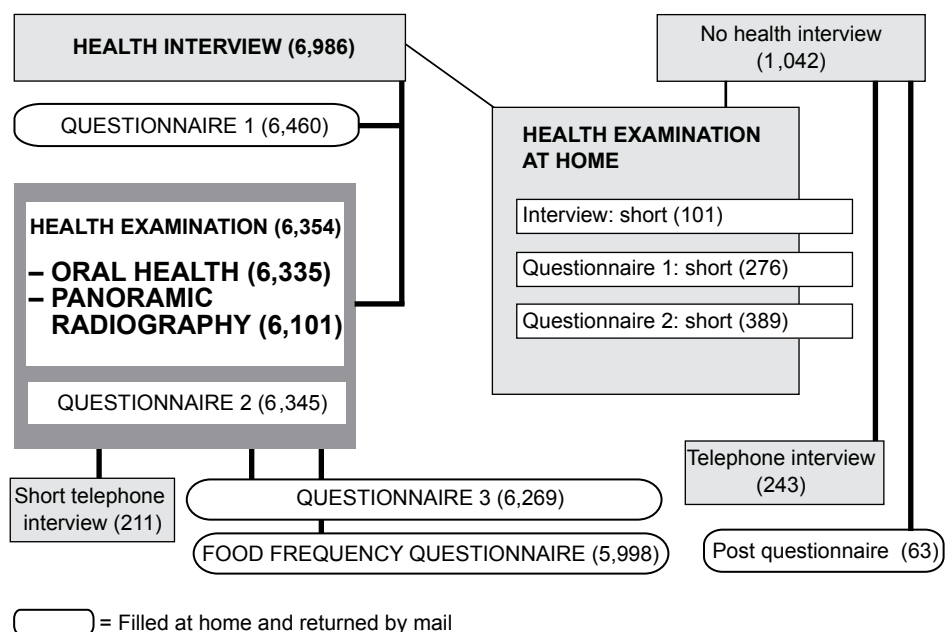 HEALTH INTERVIEW (6,986)
No health interview
(1,042)
QUESTIONNAIRE 1 (6,460)
HEALTH EXAMINATION
AT HOME
Interview: short (101)
Questionnaire 1: short (276)
Questionnaire 2: short (389)
HEALTH EXAMINATION (6,354)
– ORAL HEALTH (6,335)
– PANORAMIC
RADIOGRAPHY (6,101)
QUESTIONNAIRE 2 (6,345)
Short telephone
interview (211)
QUESTIONNAIRE 3 (6,269)
FOOD FREQUENCY QUESTIONNAIRE (5,998)
Telephone interview
(243)
Post questionnaire (63)
= Filled at home and returned by mail